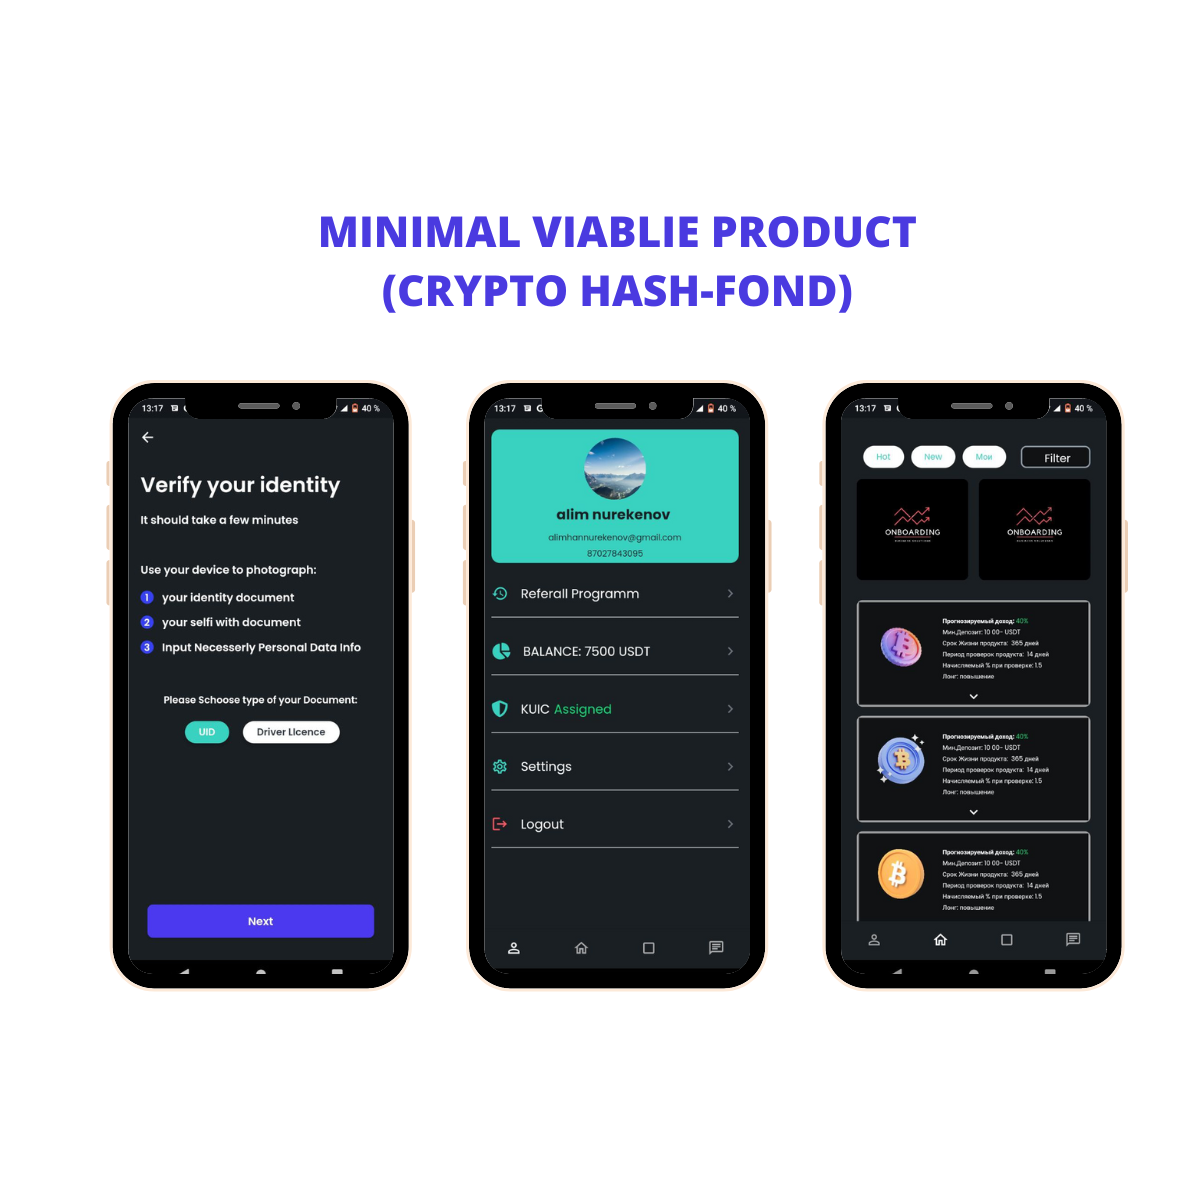 MINIMAL VIABLIE PRODUCT
(CRYPTO HASH-FOND)
13:17
40 %
Verify your identity
It should take a few minutes
Use your device to photograph:
1 your identity document
2 your selfi with document
3 Input Necesserly Personal Data Info
Please Schoose type of your Document:
UID
Driver LIcence
Next
13:17 G
40 %
alim nurekenov
alimhannurekenov@gmail.com
87027843095
Referall Programm
BALANCE: 7500 USDT
KUIC Assigned
Settings
Logout
13:17
40 %
Hot
New
Мои
Filter
ONBOARDING
ONBOARDING
Прогнозируемый доход: 40%
Мин.Депозит: 10 00- USDT
Срок Жизни продукта: 365 дней
Период проверок продукта: 14 дней
Начисляемый % при проверке: 1.5
Лонг: повышение
Прогнозируемый доход: 40%
Мин.Депозит: 10 00- USDT
Срок Жизни продукта: 365 дней
Период проверок продукта: 14 дней
Начисляемый % при проверке: 1.5
Лонг: повышение
Прогнозируемый доход: 40%
Мин.Депозит: 10 00- USDT
Срок Жизни продукта: 365 дней
Период проверок продукта: 14 дней
Начисляемый % при проверке: 1.5
Лонг: повышение